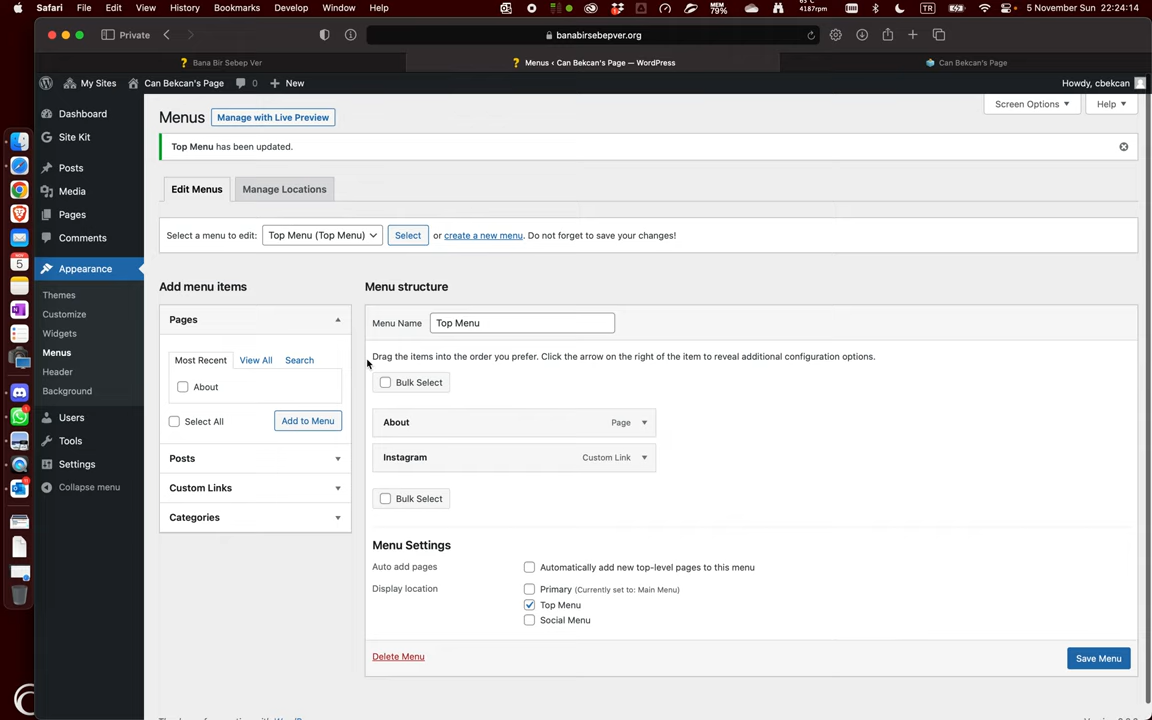 Safari File Edit View History Bookmarks Develop Window Help MEM 79% 63°C 4187rpm TR 5 November Sun 22:24:14
Private banabirsebepver.org
Bana Bir Sebep Ver Menus ‹ Can Bekcan's Page — WordPress Can Bekcan's Page
My Sites Can Bekcan's Page 0 New Howdy, cbekcan
Dashboard
Site Kit
Posts
Media
Pages
Comments
Appearance
Themes
Customize
Widgets
Menus
Header
Background
Users
Tools
Settings
Collapse menu
NOV
5
Menus Manage with Live Preview Screen Options Help
Top Menu has been updated.
Edit Menus Manage Locations
Select a menu to edit: Top Menu (Top Menu) Select or create a new menu. Do not forget to save your changes!
Add menu items
Pages
Most Recent View All Search
About
Select All Add to Menu
Posts
Custom Links
Categories
Menu structure
Menu Name Top Menu
Drag the items into the order you prefer. Click the arrow on the right of the item to reveal additional configuration options.
Bulk Select
About Page
Instagram Custom Link
Bulk Select
Menu Settings
Auto add pages Automatically add new top-level pages to this menu
Display location Primary (Currently set to: Main Menu)
Top Menu
Social Menu
Delete Menu Save Menu